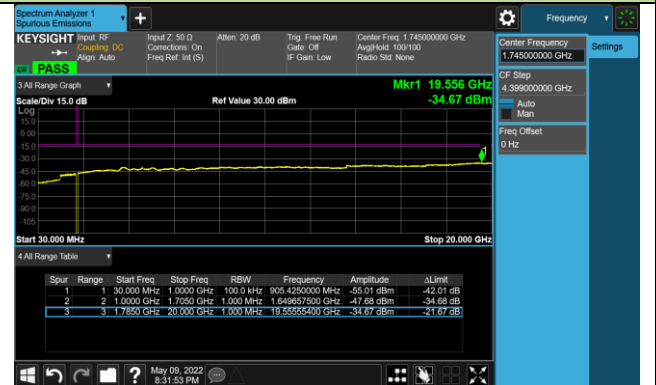 Spectrum Analyzer 1
Spurious Emissions
Frequency
KEYSIGHT
Input: RF
Coupling: DC
Align: Auto
Input Z: 50 Ω
Corrections: On
Freq Ref: Int (S)
Atten: 20 dB
Trig: Free Run
Gate: Off
IF Gain: Low
Center Freq: 1.745000000 GHz
Avg|Hold: 100/100
Radio Std: None
LXI
PASS
3 All Range Graph
Mkr1 19.556 GHz
-34.67 dBm
Scale/Div 15.0 dB
Ref Value 30.00 dBm
Log
15.0
0.00
-15.0
-30.0
-45.0
-60.0
-75.0
-90.0
-105
1
Start 30.000 MHz
Stop 20.000 GHz
4 All Range Table
Spur Range Start Freq Stop Freq RBW Frequency Amplitude ΔLimit
1 1 30.000 MHz 1.0000 GHz 100.0 kHz 905.4250000 MHz -55.01 dBm -42.01 dB
2 2 1.0000 GHz 1.7050 GHz 1.000 MHz 1.649657500 GHz -47.68 dBm -34.68 dB
3 3 1.7850 GHz 20.000 GHz 1.000 MHz 19.55555400 GHz -34.67 dBm -21.67 dB
Center Frequency
1.745000000 GHz
Settings
CF Step
4.399000000 GHz
Auto
Man
Freq Offset
0 Hz
?
May 09, 2022
8:31:53 PM